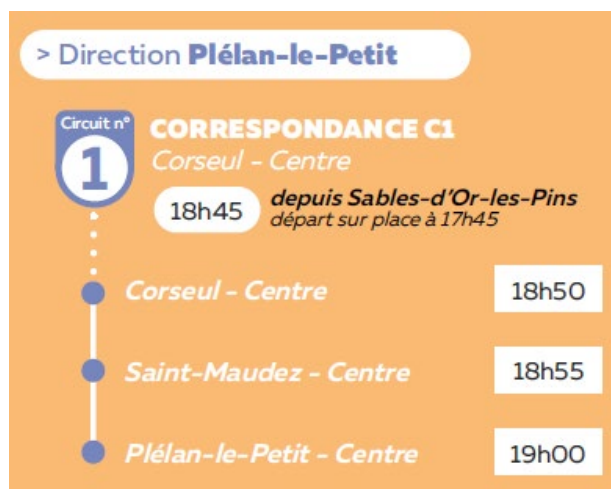 > Direction Plélan-le-Petit
Circuit n°
1
CORRESPONDANCE C1
Corseul - Centre
18h45
depuis Sables-d'Or-les-Pins
départ sur place à 17h45
Corseul - Centre 18h50
Saint-Maudez - Centre 18h55
Plélan-le-Petit - Centre 19h00